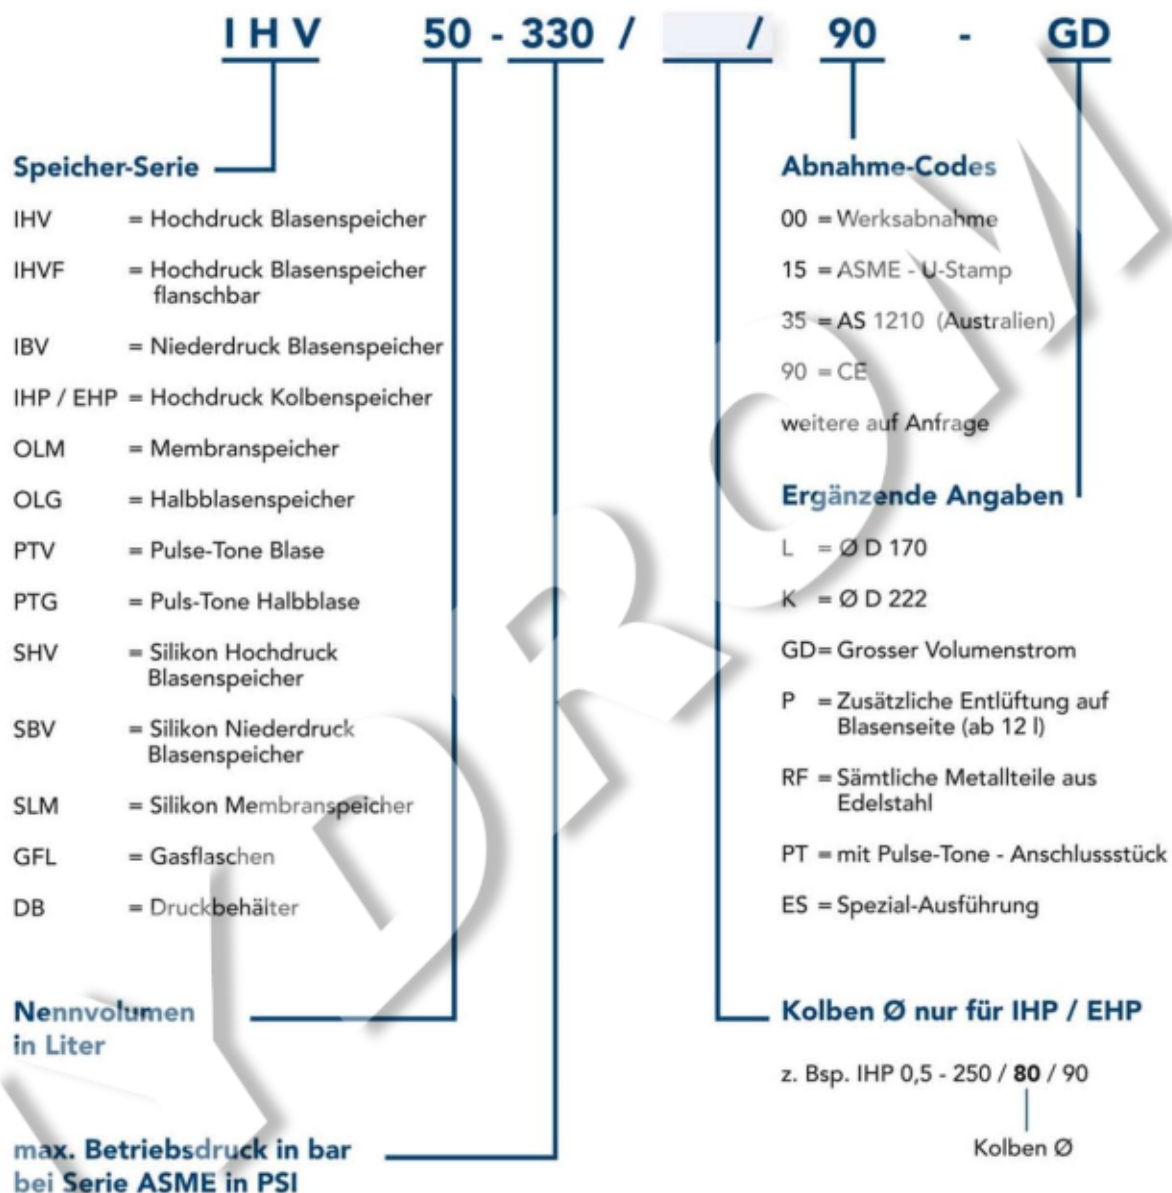 IHV 50 - 330 / / 90 - GD
Speicher-Serie
IHV = Hochdruck Blasenspeicher
IHVF = Hochdruck Blasenspeicher
flanschbar
IBV = Niederdruck Blasenspeicher
IHP / EHP = Hochdruck Kolbenspeicher
OLM = Membranspeicher
OLG = Halbblasenspeicher
PTV = Pulse-Tone Blase
PTG = Puls-Tone Halbblase
SHV = Silikon Hochdruck
Blasenspeicher
SBV = Silikon Niederdruck
Blasenspeicher
SLM = Silikon Membranspeicher
GFL = Gasflaschen
DB = Druckbehälter
Nennvolumen
in Liter
max. Betriebsdruck in bar
bei Serie ASME in PSI
Abnahme-Codes
00 = Werksabnahme
15 = ASME - U-Stamp
35 = AS 1210 (Australien)
90 = CE
weitere auf Anfrage
Ergänzende Angaben
L = Ø D 170
K = Ø D 222
GD = Grosser Volumenstrom
P = Zusätzliche Entlüftung auf
Blasenseite (ab 12 l)
RF = Sämtliche Metallteile aus
Edelstahl
PT = mit Pulse-Tone - Anschlussstück
ES = Spezial-Ausführung
Kolben Ø nur für IHP / EHP
z. Bsp. IHP 0,5 - 250 / 80 / 90
Kolben Ø
YDROM